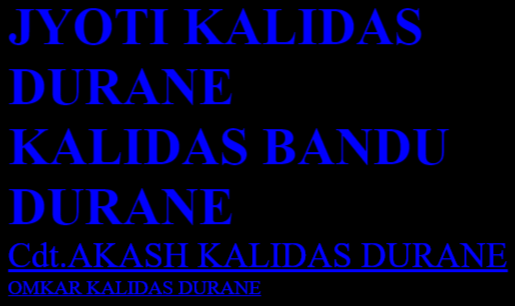 JYOTI KALIDAS
DURANE
KALIDAS BANDU
DURANE
Cdt.AKASH KALIDAS DURANE
OMKAR KALIDAS DURANE